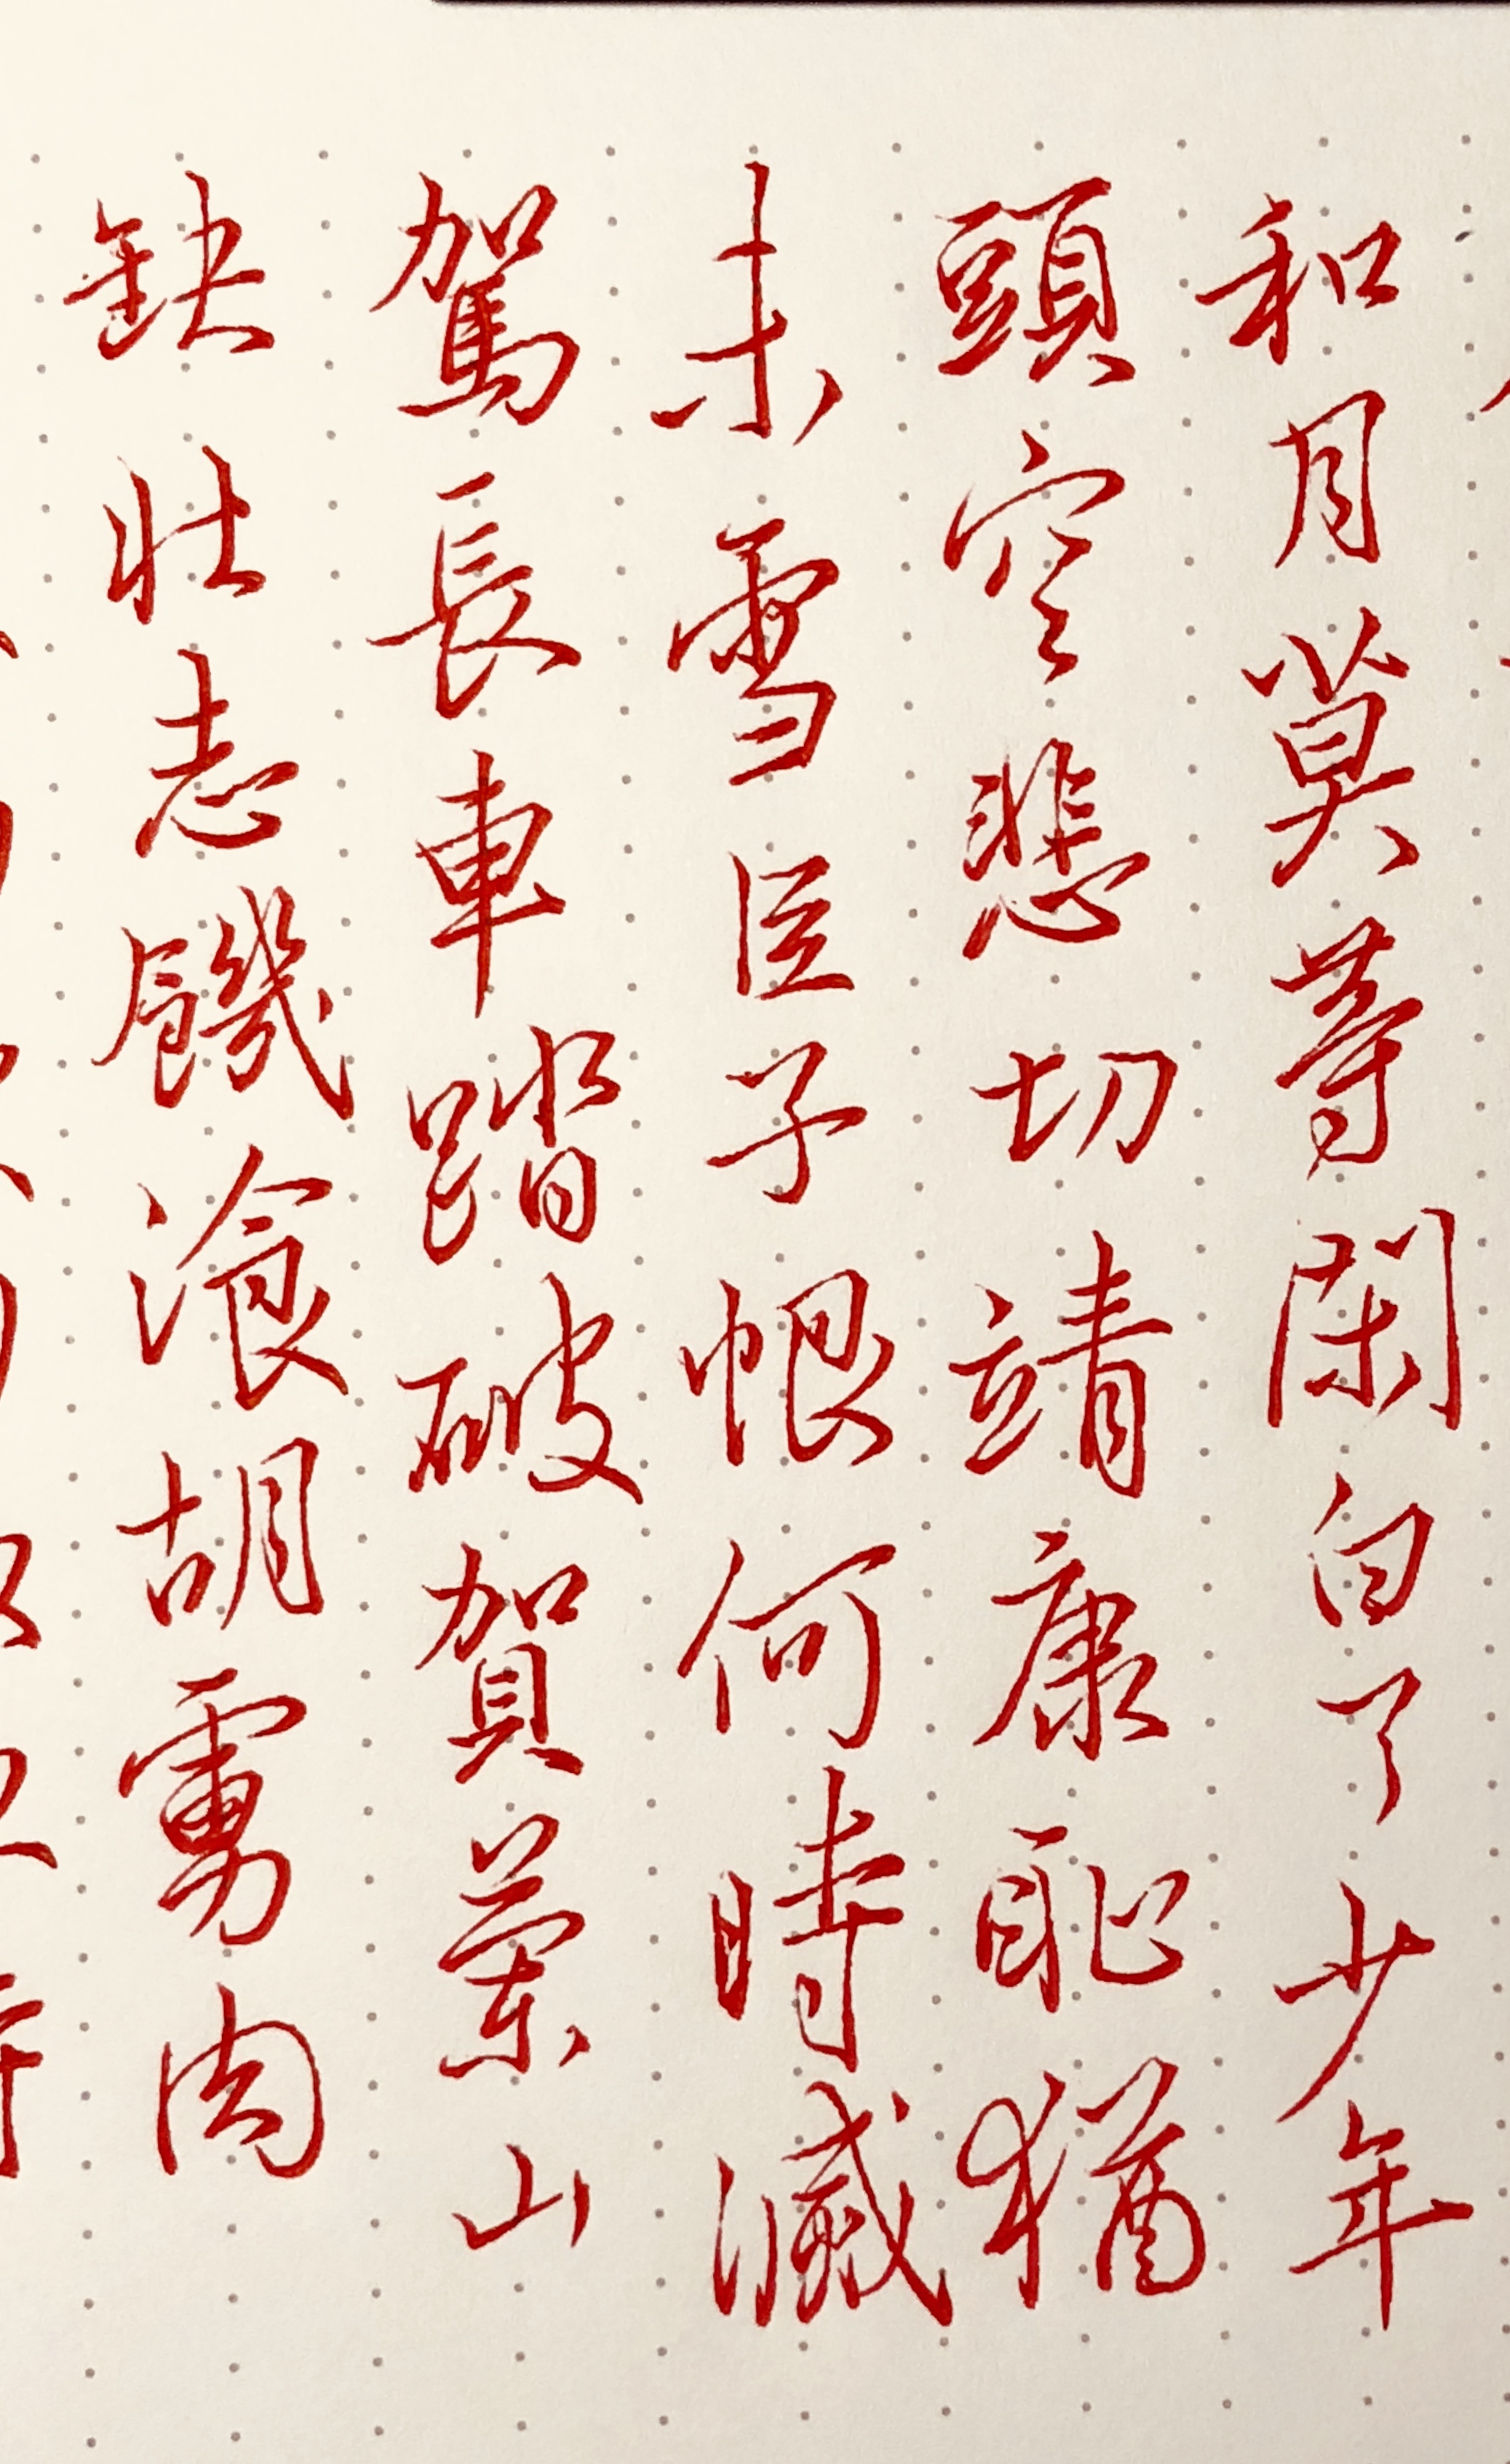 和月莫等閑白了少年
頭空悲切靖康恥猶
未雪臣子恨何時滅
駕長車踏破賀蘭山
缺壯志饑飡胡虜肉